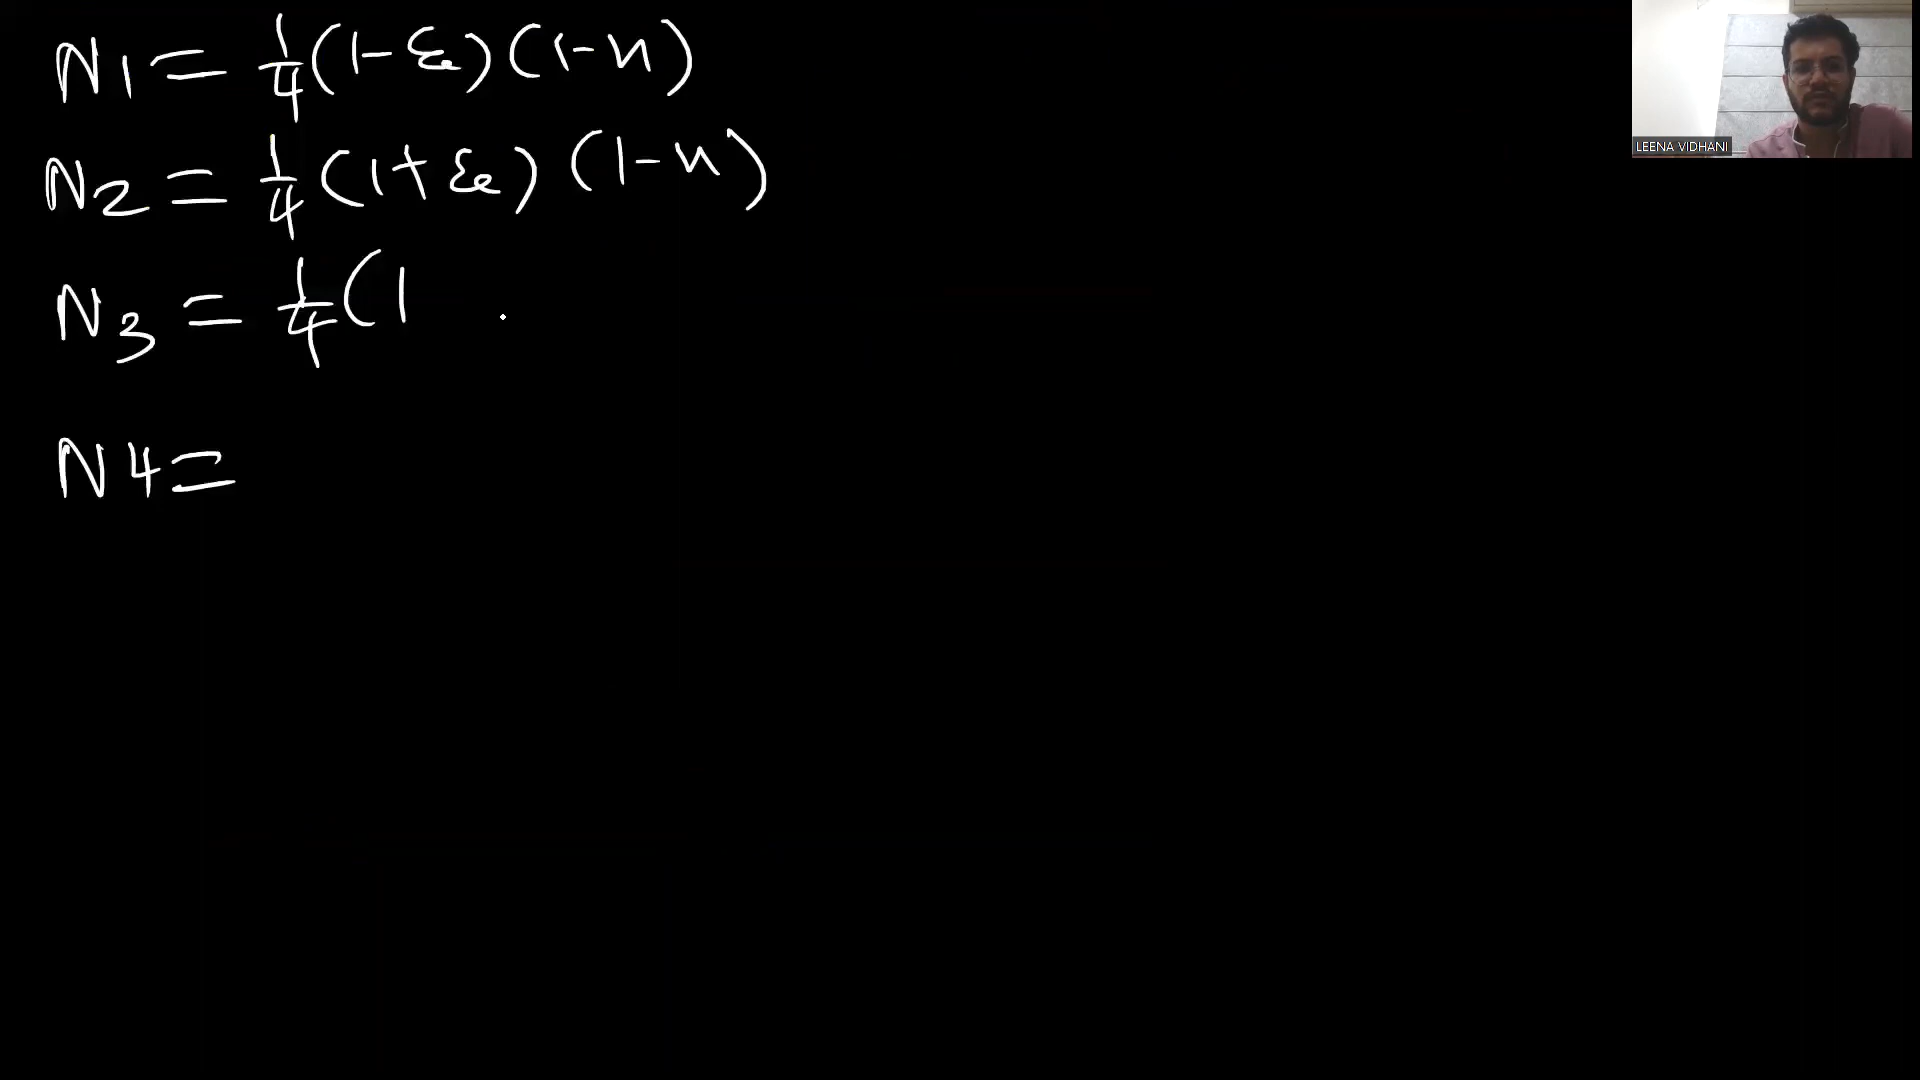 N1 = 1/4 (1-ξ) (1-η)
N2 = 1/4 (1+ξ) (1-η)
N3 = 1/4 (1
N4 =
LEENA VIDHANI